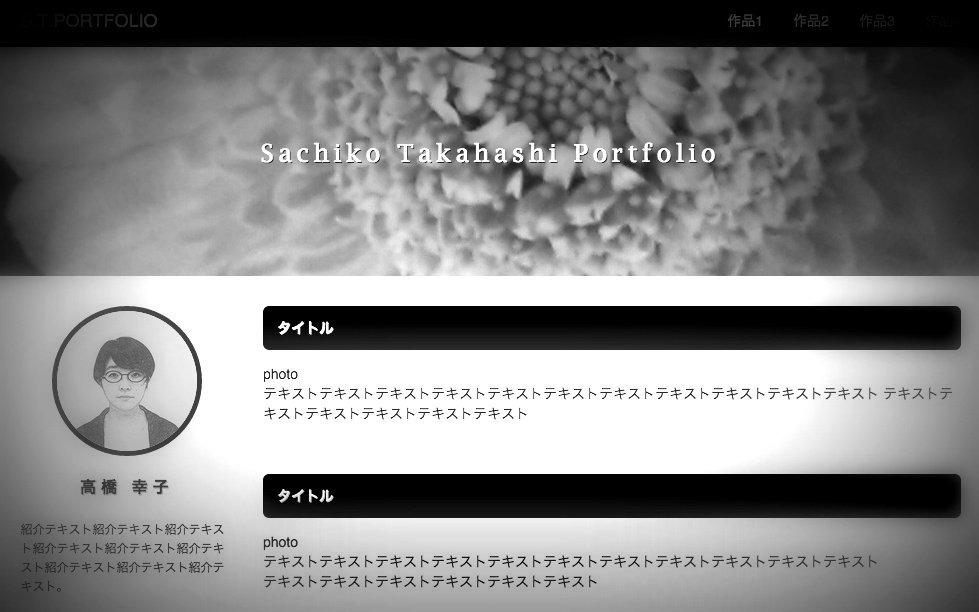 S.T.PORTFOLIO
作品1
作品2
作品3
Sachiko Takahashi Portfolio
高橋 幸子
紹介テキスト紹介テキスト紹介テキス
ト紹介テキスト紹介テキスト紹介テキ
スト紹介テキスト紹介テキスト紹介テ
キスト。
タイトル
photo
テキストテキストテキストテキストテキストテキストテキストテキストテキストテキストテキスト テキストテ
キストテキストテキストテキストテキスト
タイトル
photo
テキストテキストテキストテキストテキストテキストテキストテキストテキストテキストテキスト
テキストテキストテキストテキストテキストテキスト